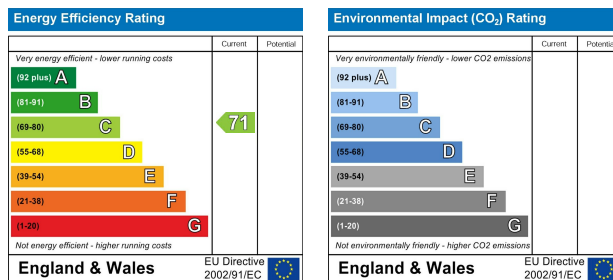 Energy Efficiency Rating
Current Potential
Very energy efficient - lower running costs
(92 plus) A
(81-91) B
(69-80) C
71
(55-68) D
(39-54) E
(21-38) F
(1-20) G
Not energy efficient - higher running costs
England & Wales
EU Directive
2002/91/EC
Environmental Impact (CO₂) Rating
Current Potential
Very environmentally friendly - lower CO2 emissions
(92 plus) A
(81-91) B
(69-80) C
(55-68) D
(39-54) E
(21-38) F
(1-20) G
Not environmentally friendly - higher CO2 emissions
England & Wales
EU Directive
2002/91/EC